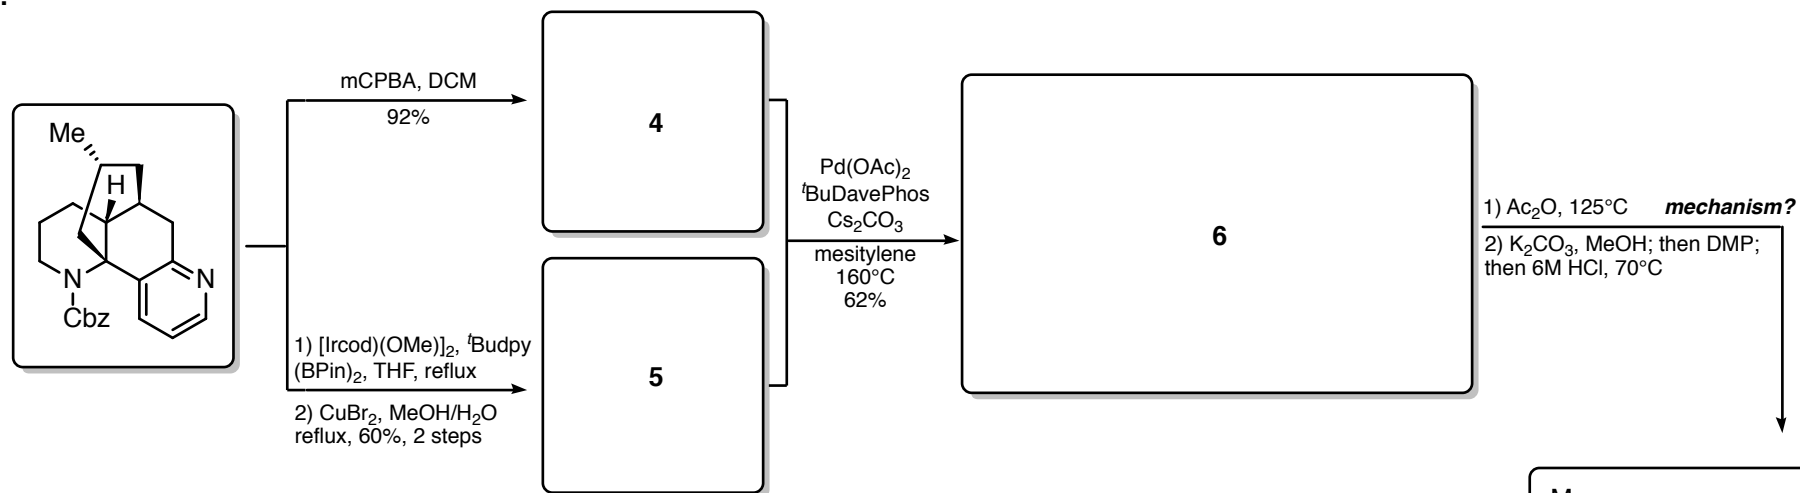 Me
H
N
N
Cbz
mCPBA, DCM
92%
4
1) [Ircod)(OMe)]2, tBudpy
(BPin)2, THF, reflux
2) CuBr2, MeOH/H2O
reflux, 60%, 2 steps
5
Pd(OAc)2
tBuDavePhos
Cs2CO3
mesitylene
160°C
62%
6
1) Ac2O, 125°C mechanism?
2) K2CO3, MeOH; then DMP;
then 6M HCl, 70°C